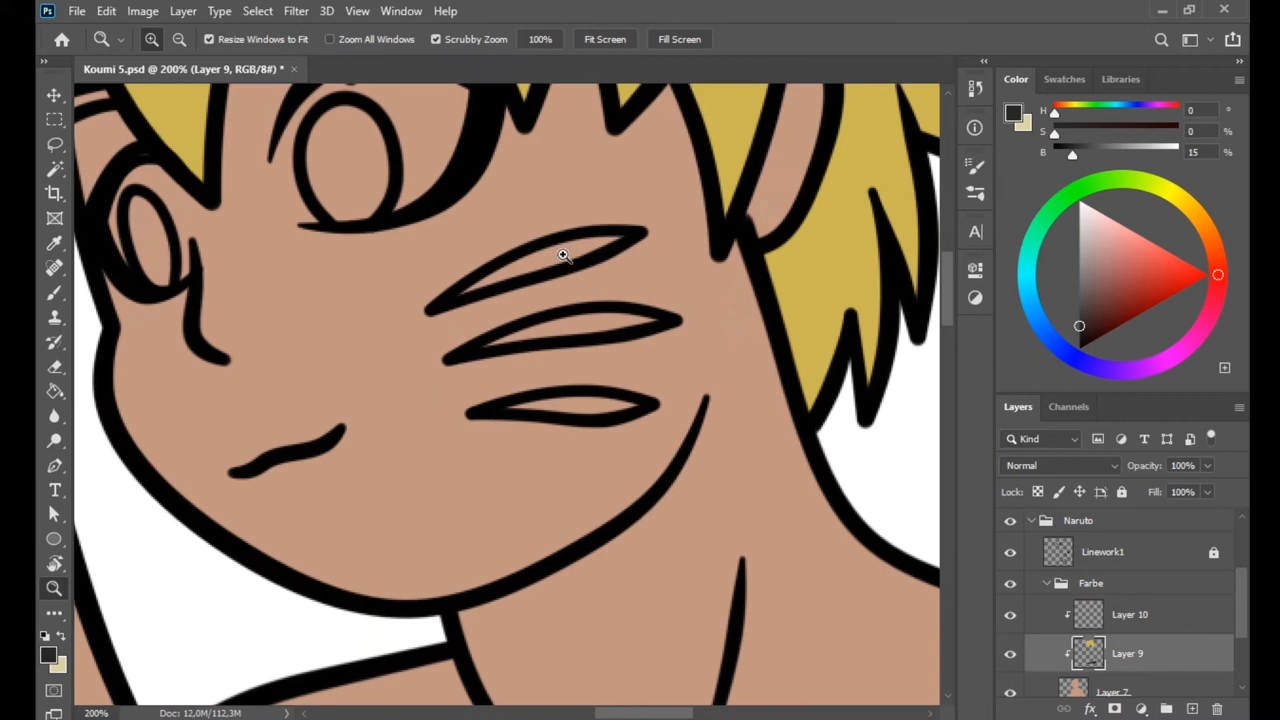 Ps File Edit Image Layer Type Select Filter 3D View Window Help
Resize Windows to Fit Zoom All Windows Scrubby Zoom 100% Fit Screen Fill Screen
Koumi 5.psd @ 200% (Layer 9, RGB/8#) * ×
Color Swatches Libraries
H 0 °
S 0 %
B 15 %
Layers Channels
Kind
Normal Opacity: 100%
Lock: Fill: 100%
Naruto
Linework1
Farbe
Layer 10
Layer 9
Layer 7
200% Doc: 12,0M/112,3M